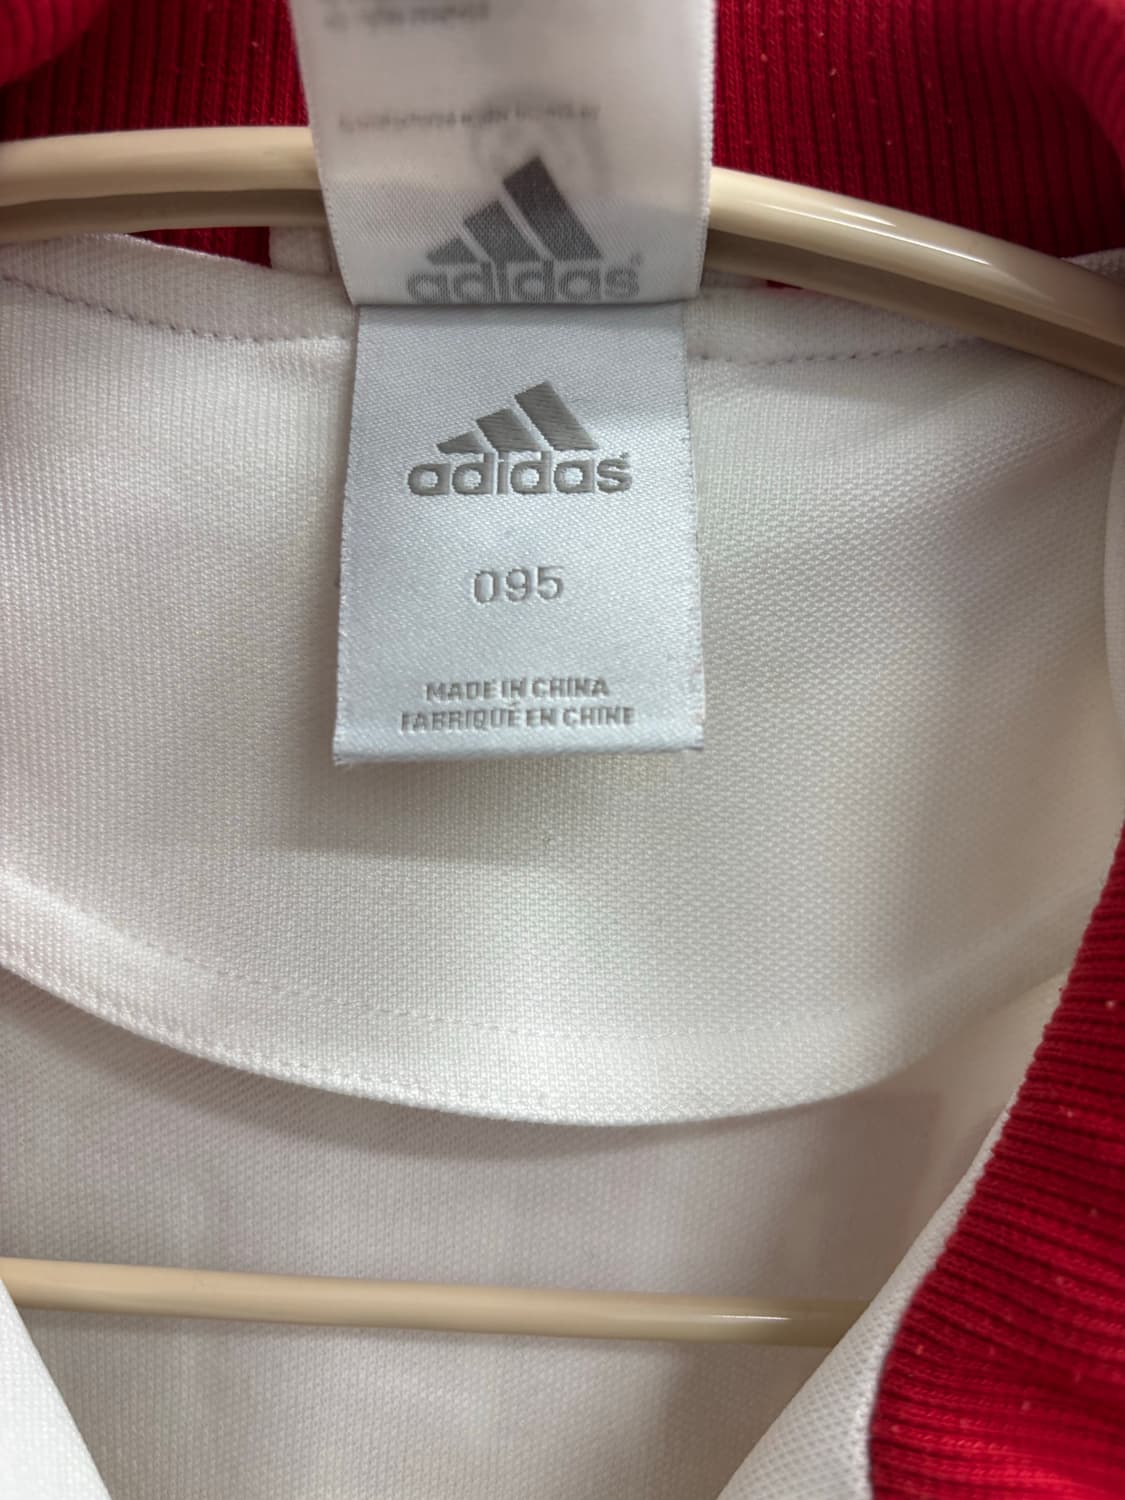 adidas
adidas
095
MADE IN CHINA
FABRIQUÉ EN CHINE